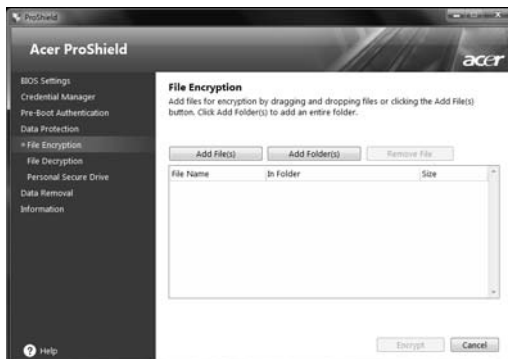 ProShield
Acer ProShield
acer
BIOS Settings
Credential Manager
Pre-Boot Authentication
Data Protection
File Encryption
File Decryption
Personal Secure Drive
Data Removal
Information
Help
File Encryption
Add files for encryption by dragging and dropping files or clicking the Add File(s)
button. Click Add Folder(s) to add an entire folder.
Add File(s) Add Folder(s) Remove File
File Name In Folder Size
Encrypt Cancel